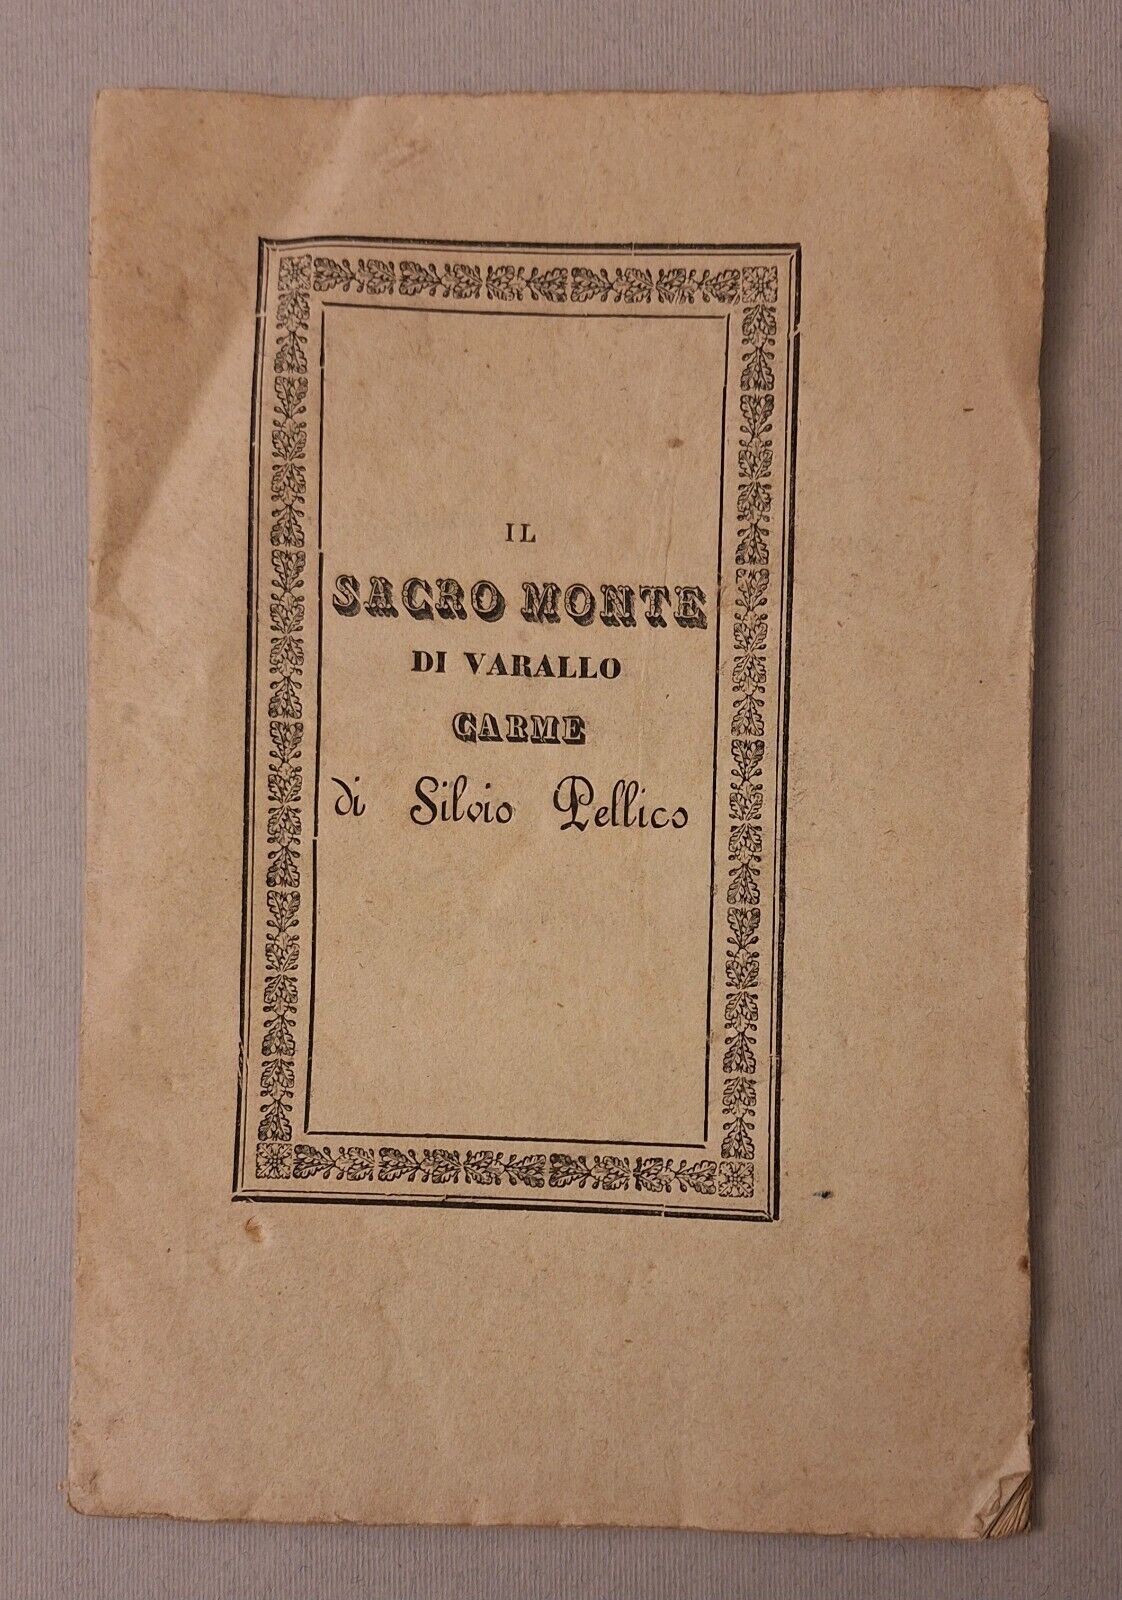 IL
SACRO MONTE
DI VARALLO
CARME
di Silvio Pellico